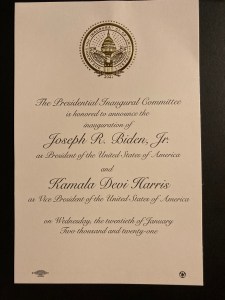 The Presidential Inaugural Committee
is honored to announce the
inauguration of
Joseph R. Biden, Jr.
as President of the United States of America
and
Kamala Devi Harris
as Vice President of the United States of America
on Wednesday, the twentieth of January
Two thousand and twenty-one